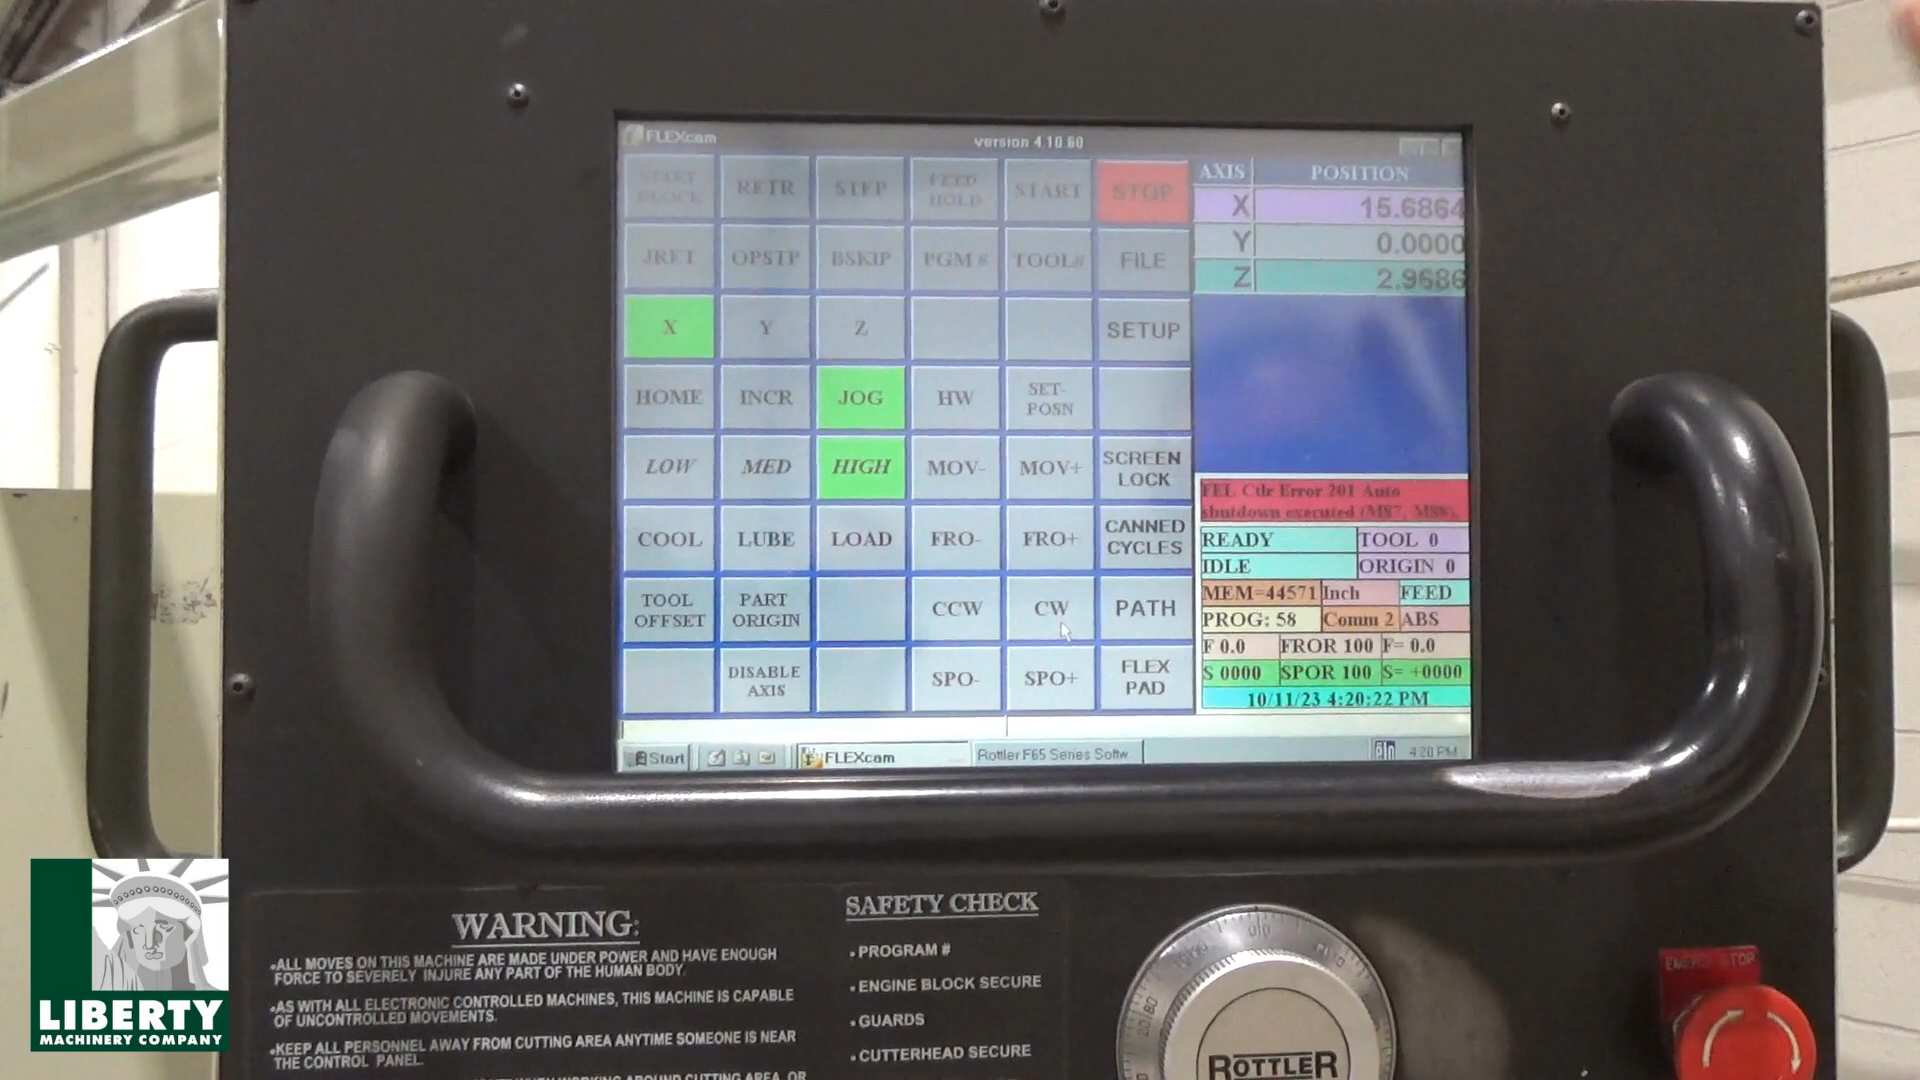 FLEXcam
version 4.10.60
START BLOCK
RETR
STEP
FEED HOLD
START
STOP
JRET
OPSTP
BSKIP
PGM #
TOOL#
FILE
X
Y
Z
SETUP
HOME
INCR
JOG
HW
SET-
POSN
LOW
MED
HIGH
MOV-
MOV+
SCREEN
LOCK
COOL
LUBE
LOAD
FRO-
FRO+
CANNED
CYCLES
TOOL
OFFSET
PART
ORIGIN
CCW
CW
PATH
DISABLE
AXIS
SPO-
SPO+
FLEX
PAD
AXIS POSITION
X 15.6864
Y 0.0000
Z 2.9686
FEL Ctlr Error 201 Auto
shutdown executed (M87, M88).
READY TOOL 0
IDLE ORIGIN 0
MEM=44571 Inch FEED
PROG: 58 Comm 2 ABS
F 0.0 FROR 100 F= 0.0
S 0000 SPOR 100 S= +0000
10/11/23 4:20:22 PM
Start FLEXcam Rottler F65 Series Softw... 4:20 PM
WARNING:
•ALL MOVES ON THIS MACHINE ARE MADE UNDER POWER AND HAVE ENOUGH
FORCE TO SEVERELY INJURE ANY PART OF THE HUMAN BODY.
•AS WITH ALL ELECTRONIC CONTROLLED MACHINES, THIS MACHINE IS CAPABLE
OF UNCONTROLLED MOVEMENTS.
•KEEP ALL PERSONNEL AWAY FROM CUTTING AREA ANYTIME SOMEONE IS NEAR
THE CONTROL PANEL.
WHEN WORKING AROUND CUTTING AREA, OR
SAFETY CHECK
•PROGRAM #
•ENGINE BLOCK SECURE
•GUARDS
•CUTTERHEAD SECURE
ROTTLER
EMERG STOP
LIBERTY
MACHINERY COMPANY